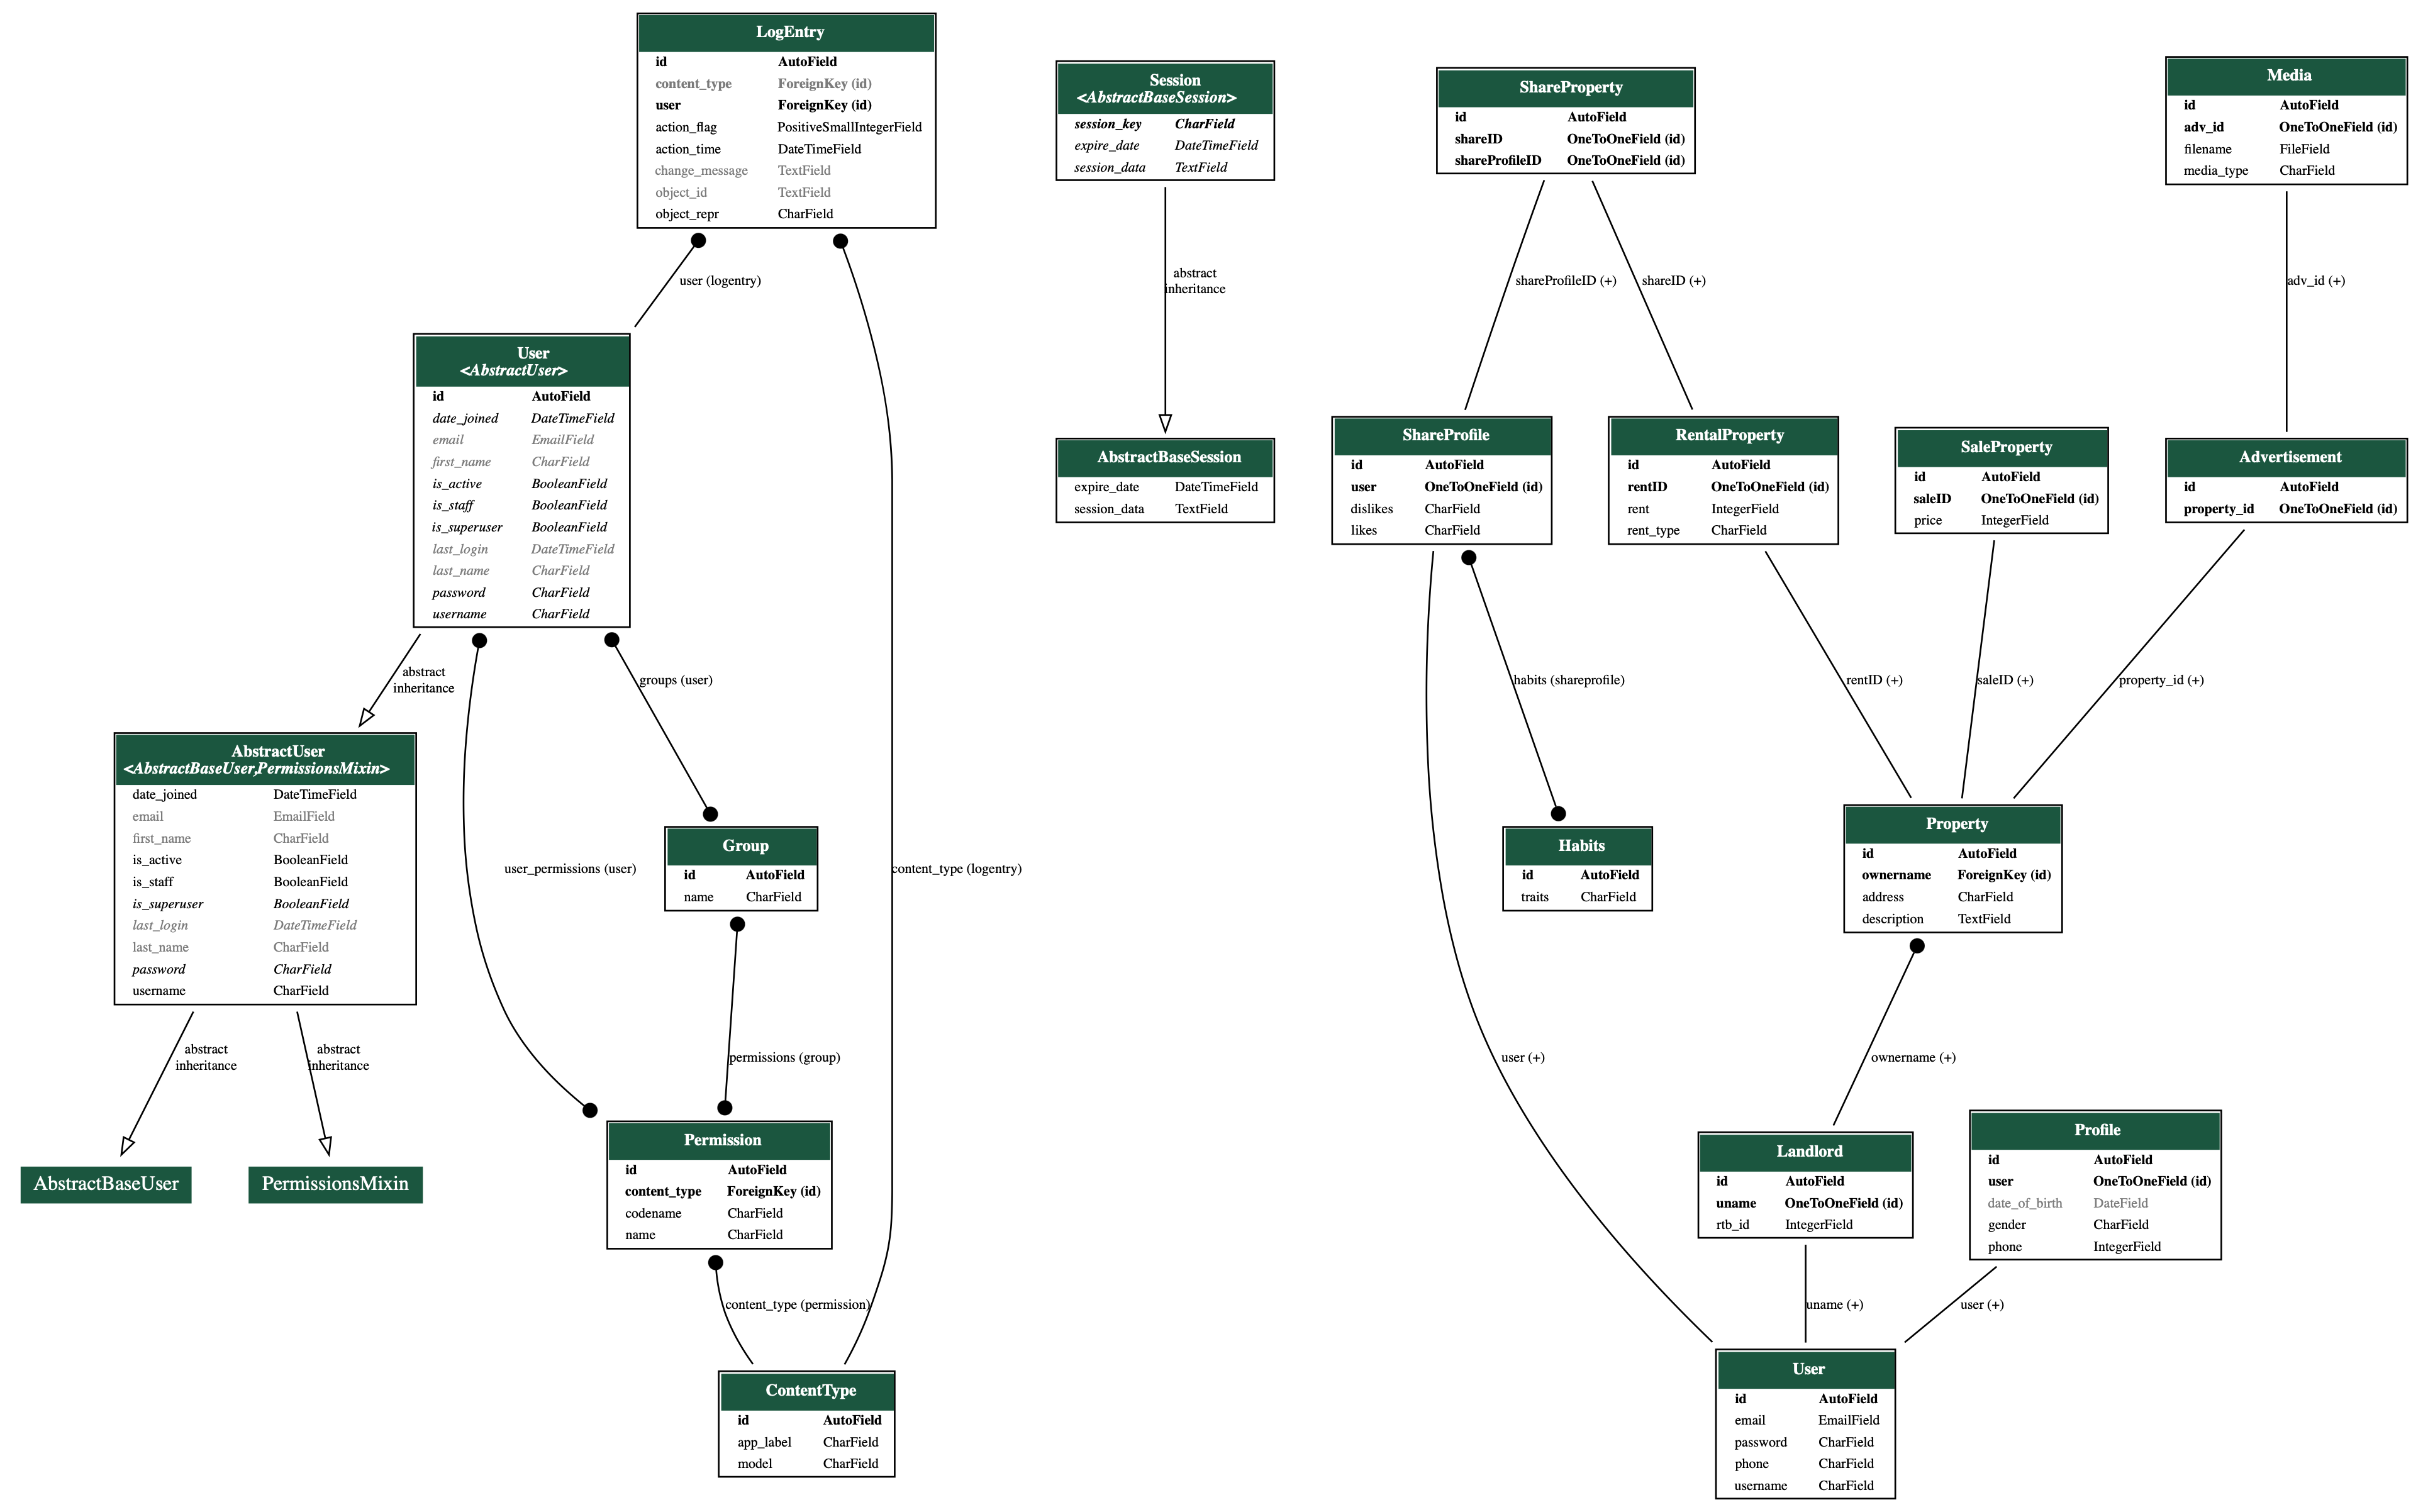 LogEntry
id AutoField
content_type ForeignKey (id)
user ForeignKey (id)
action_flag PositiveSmallIntegerField
action_time DateTimeField
change_message TextField
object_id TextField
object_repr CharField
Session
<AbstractBaseSession>
session_key CharField
expire_date DateTimeField
session_data TextField
ShareProperty
id AutoField
shareID OneToOneField (id)
shareProfileID OneToOneField (id)
Media
id AutoField
adv_id OneToOneField (id)
filename FileField
media_type CharField
user (logentry)
abstract
inheritance
shareProfileID (+)
shareID (+)
adv_id (+)
User
<AbstractUser>
id AutoField
date_joined DateTimeField
email EmailField
first_name CharField
is_active BooleanField
is_staff BooleanField
is_superuser BooleanField
last_login DateTimeField
last_name CharField
password CharField
username CharField
AbstractBaseSession
expire_date DateTimeField
session_data TextField
ShareProfile
id AutoField
user OneToOneField (id)
dislikes CharField
likes CharField
RentalProperty
id AutoField
rentID OneToOneField (id)
rent IntegerField
rent_type CharField
SaleProperty
id AutoField
saleID OneToOneField (id)
price IntegerField
Advertisement
id AutoField
property_id OneToOneField (id)
abstract
inheritance
groups (user)
habits (shareprofile)
rentID (+)
saleID (+)
property_id (+)
AbstractUser
<AbstractBaseUser,PermissionsMixin>
date_joined DateTimeField
email EmailField
first_name CharField
is_active BooleanField
is_staff BooleanField
is_superuser BooleanField
last_login DateTimeField
last_name CharField
password CharField
username CharField
user_permissions (user)
Group
id AutoField
name CharField
content_type (logentry)
Habits
id AutoField
traits CharField
Property
id AutoField
ownername ForeignKey (id)
address CharField
description TextField
abstract
inheritance
abstract
inheritance
permissions (group)
user (+)
ownername (+)
AbstractBaseUser
PermissionsMixin
Permission
id AutoField
content_type ForeignKey (id)
codename CharField
name CharField
Landlord
id AutoField
uname OneToOneField (id)
rtb_id IntegerField
Profile
id AutoField
user OneToOneField (id)
date_of_birth DateField
gender CharField
phone IntegerField
content_type (permission)
uname (+)
user (+)
ContentType
id AutoField
app_label CharField
model CharField
User
id AutoField
email EmailField
password CharField
phone CharField
username CharField